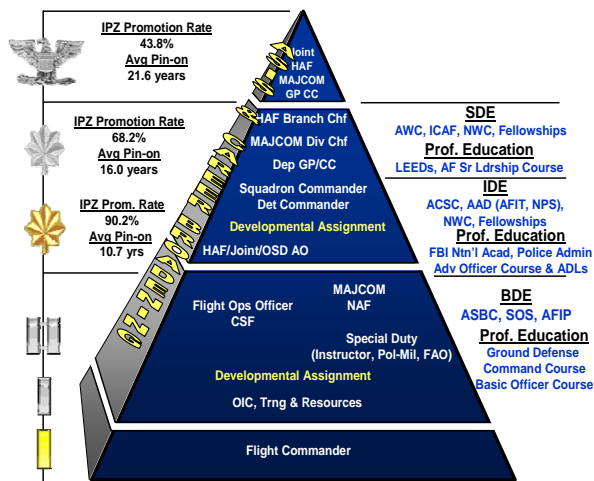 IPZ Promotion Rate
43.8%
Avg Pin-on
21.6 years
IPZ Promotion Rate
68.2%
Avg Pin-on
16.0 years
IPZ Prom. Rate
90.2%
Avg Pin-on
10.7 yrs
Joint
HAF
MAJCOM
GP CC
HAF Branch Chf
MAJCOM Div Chf
Dep GP/CC
Squadron Commander
Det Commander
Developmental Assignment
HAF/Joint/OSD AO
MAJCOM
NAF
Flight Ops Officer
CSF
Special Duty
(Instructor, Pol-Mil, FAO)
Developmental Assignment
OIC, Trng & Resources
Flight Commander
SDE
AWC, ICAF, NWC, Fellowships
Prof. Education
LEEDs, AF Sr Ldrship Course
IDE
ACSC, AAD (AFIT, NPS),
NWC, Fellowships
Prof. Education
FBI Ntn'l Acad, Police Admin
Adv Officer Course & ADLs
BDE
ASBC, SOS, AFIP
Prof. Education
Ground Defense
Command Course
Basic Officer Course